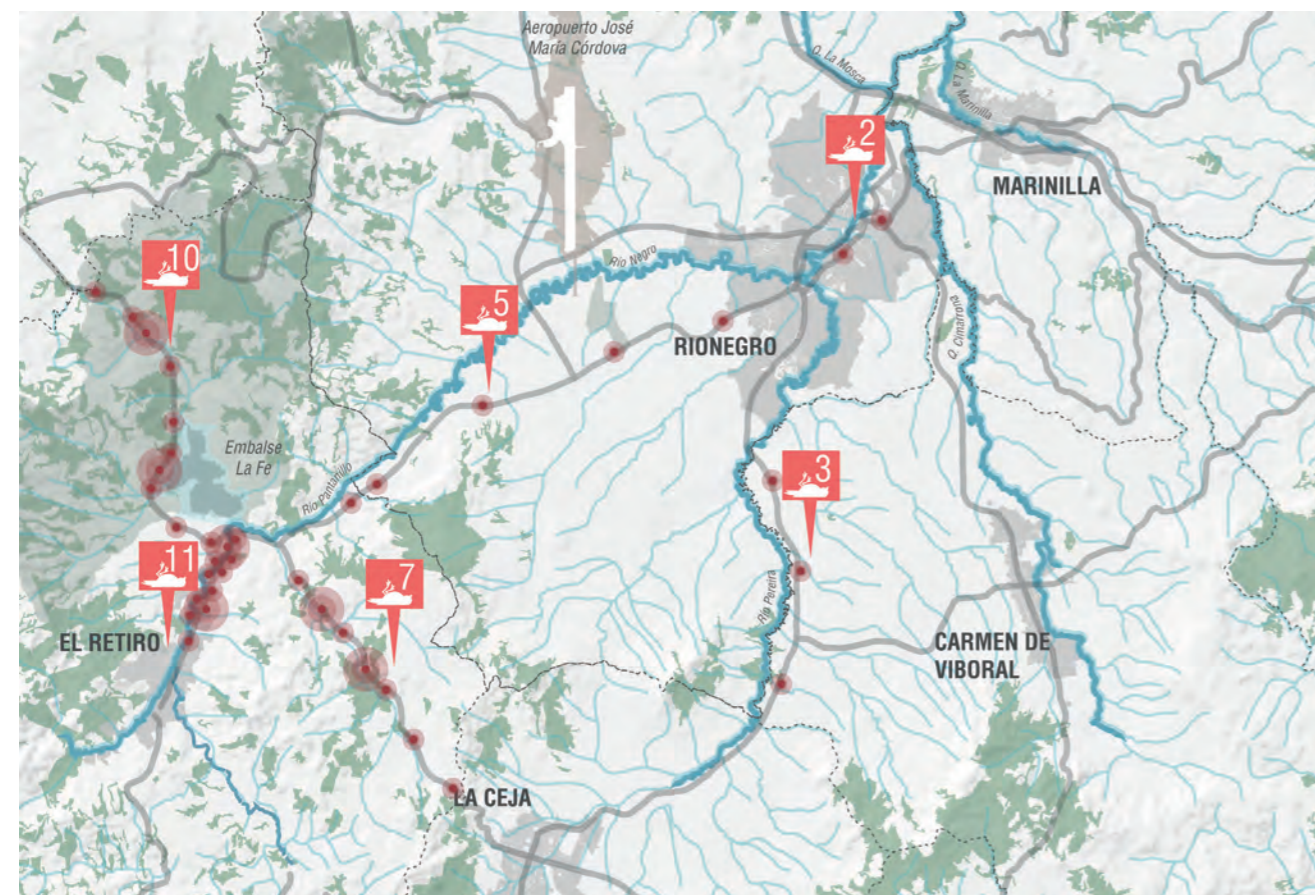 Aeropuerto José
María Córdova
Q. La Mosca
Q. La Marinilla
2
MARINILLA
10
Río Negro
5
RIONEGRO
Q. Cimarrona
Embalse
La Fe
Río Pantanillo
3
11
7
Río Pereira
EL RETIRO
CARMEN DE
VIBORAL
LA CEJA